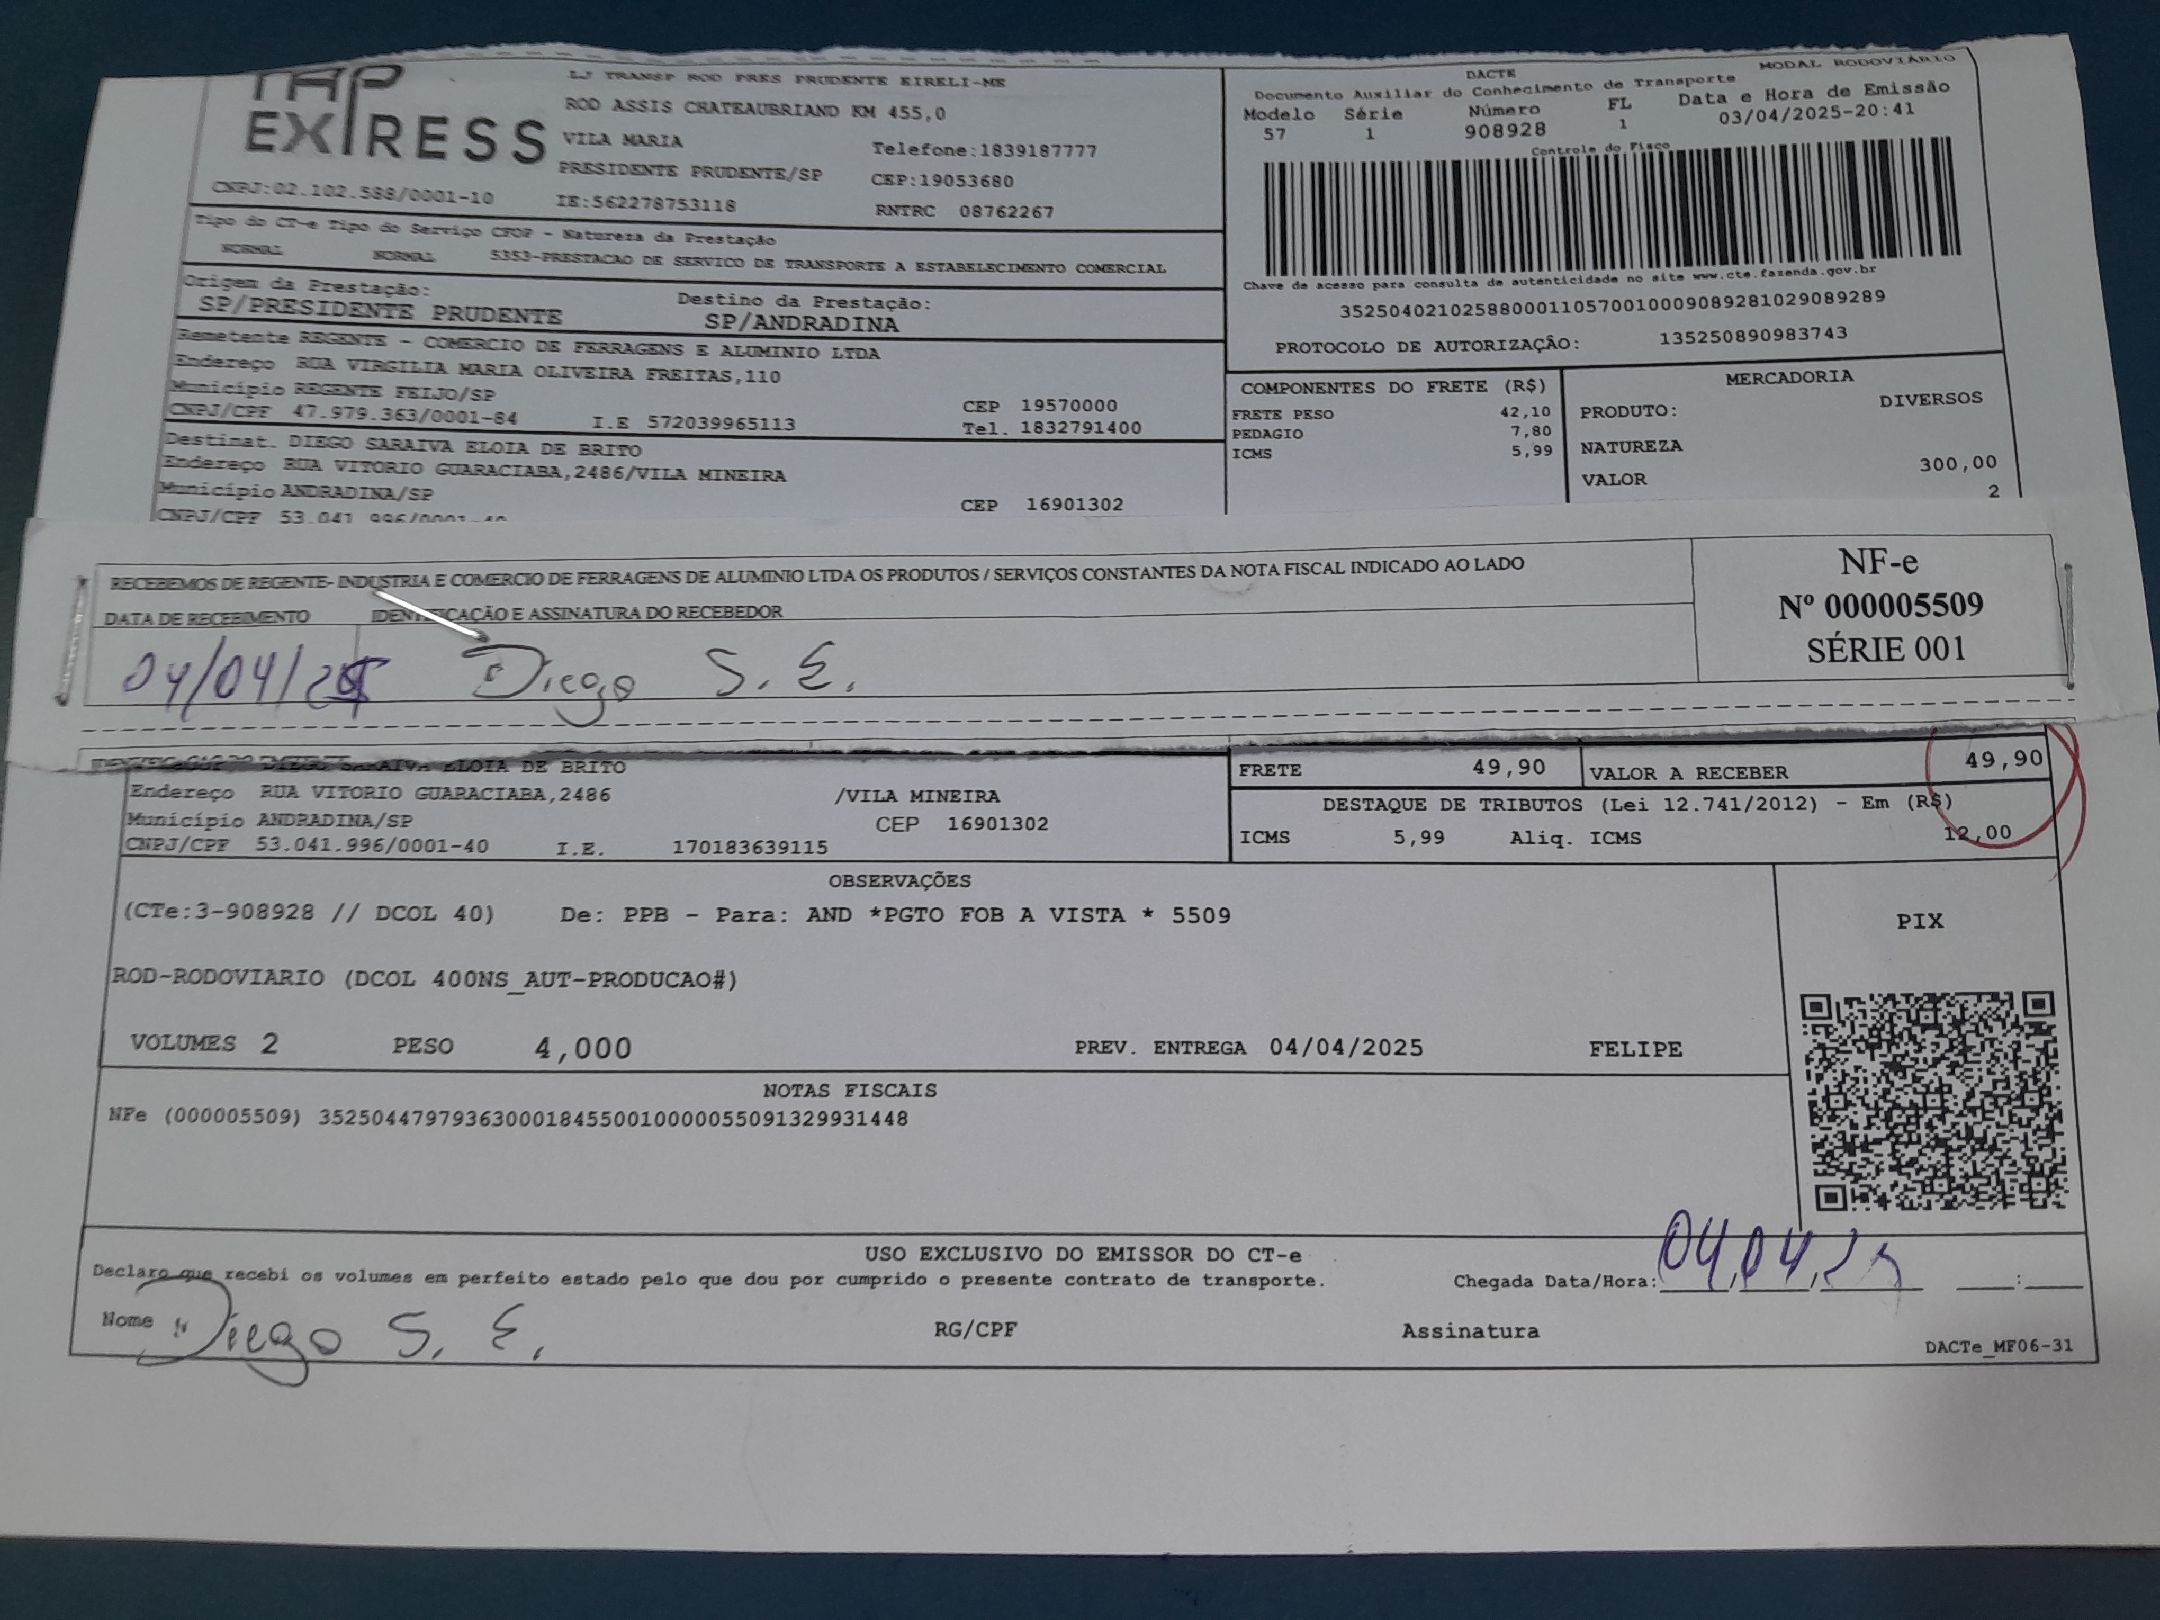 TAP
EXPRESS
LJ TRANSP ROD PRES PRUDENTE EIRELI-ME
ROD ASSIS CHATEAUBRIAND KM 455,0
VILA MARIA Telefone:1839187777
PRESIDENTE PRUDENTE/SP CEP:19053680
CNPJ:02.102.588/0001-10 IE:562278753118 RNTRC 08762267
Tipo do CT-e Tipo do Serviço CFOP - Natureza da Prestação
NORMAL NORMAL 5353-PRESTACAO DE SERVICO DE TRANSPORTE A ESTABELECIMENTO COMERCIAL
Origem da Prestação: Destino da Prestação:
SP/PRESIDENTE PRUDENTE SP/ANDRADINA
Remetente REGENTE - COMERCIO DE FERRAGENS E ALUMINIO LTDA
Endereço RUA VIRGILIA MARIA OLIVEIRA FREITAS,110
Município REGENTE FEIJO/SP CEP 19570000
CNPJ/CPF 47.979.363/0001-84 I.E 572039965113 Tel. 1832791400
Destinat. DIEGO SARAIVA ELOIA DE BRITO
Endereço RUA VITORIO GUARACIABA,2486/VILA MINEIRA
Município ANDRADINA/SP CEP 16901302
CNPJ/CPF 53.041.996/0001-40
DACTE MODAL RODOVIÁRIO
Documento Auxiliar do Conhecimento de Transporte
Modelo Série Número FL Data e Hora de Emissão
57 1 908928 1 03/04/2025-20:41
Controle do Fisco
Chave de acesso para consulta de autenticidade no site www.cte.fazenda.gov.br
35250402102588000110570010009089281029089289
PROTOCOLO DE AUTORIZAÇÃO: 135250890983743
COMPONENTES DO FRETE (R$)
FRETE PESO 42,10
PEDAGIO 7,80
ICMS 5,99
MERCADORIA
PRODUTO: DIVERSOS
NATUREZA
VALOR 300,00
2
RECEBEMOS DE REGENTE- INDUSTRIA E COMERCIO DE FERRAGENS DE ALUMINIO LTDA OS PRODUTOS / SERVIÇOS CONSTANTES DA NOTA FISCAL INDICADO AO LADO
DATA DE RECEBIMENTO IDENTIFICAÇÃO E ASSINATURA DO RECEBEDOR
04/04/25 Diego S. E.
NF-e
Nº 000005509
SÉRIE 001
DIEGO SARAIVA ELOIA DE BRITO
Endereço RUA VITORIO GUARACIABA,2486 /VILA MINEIRA
Município ANDRADINA/SP CEP 16901302
CNPJ/CPF 53.041.996/0001-40 I.E. 170183639115
FRETE 49,90 VALOR A RECEBER 49,90
DESTAQUE DE TRIBUTOS (Lei 12.741/2012) - Em (R$)
ICMS 5,99 Aliq. ICMS 12,00
OBSERVAÇÕES
(CTe:3-908928 // DCOL 40) De: PPB - Para: AND *PGTO FOB A VISTA * 5509
ROD-RODOVIARIO (DCOL 400NS_AUT-PRODUCAO#)
VOLUMES 2 PESO 4,000 PREV. ENTREGA 04/04/2025 FELIPE
PIX
NOTAS FISCAIS
NFe (000005509) 35250447979363000184550010000055091329931448
USO EXCLUSIVO DO EMISSOR DO CT-e
Declaro que recebi os volumes em perfeito estado pelo que dou por cumprido o presente contrato de transporte. Chegada Data/Hora: 04,04,25 :
Nome Diego S. E. RG/CPF Assinatura
DACTe_MF06-31